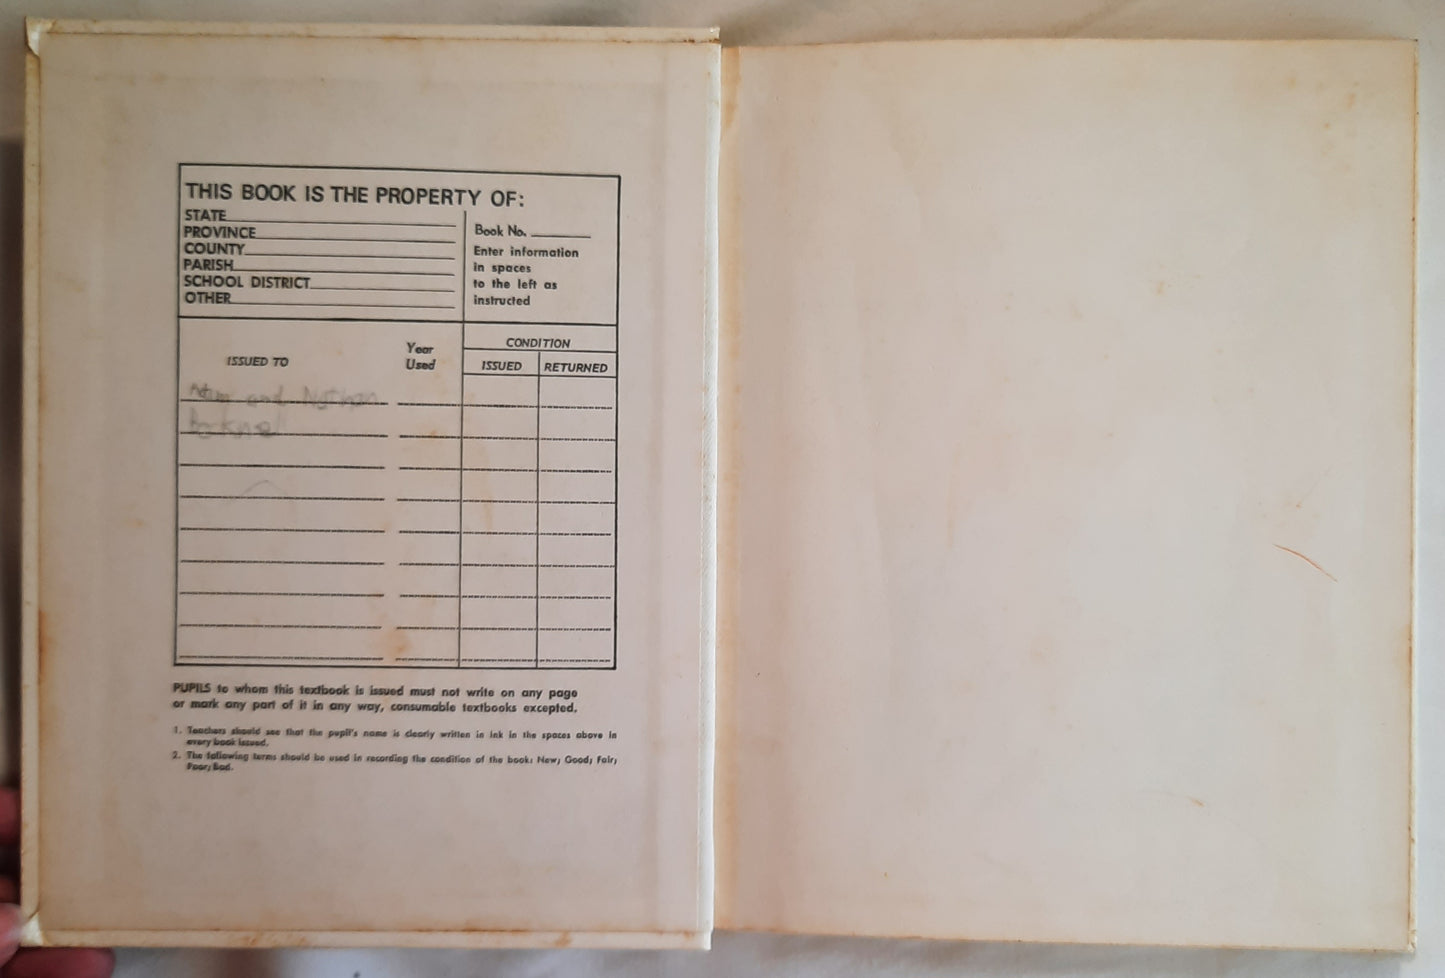 THIS BOOK IS THE PROPERTY OF:
STATE
PROVINCE
COUNTY
PARISH
SCHOOL DISTRICT
OTHER
Book No.
Enter information
in spaces
to the left as
instructed
ISSUED TO
Year
Used
CONDITION
ISSUED
RETURNED
and Nathan
PUPILS to whom this textbook is issued must not write on any page
or mark any part of it in any way, consumable textbooks excepted.
1. Teachers should see that the pupil's name is clearly written in ink in the spaces above in
every book issued.
2. The following terms should be used in recording the condition of the book: New; Good; Fair;
Poor; Bad.